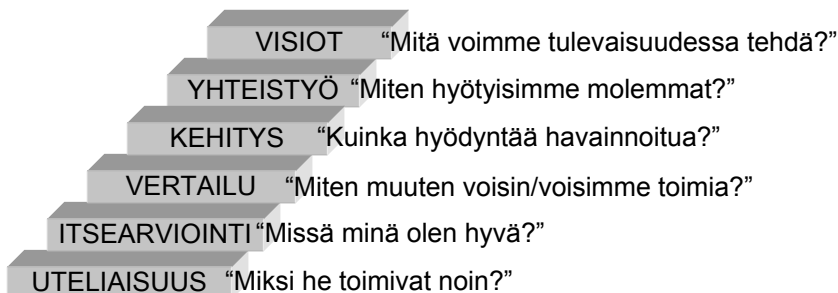 VISIOT “Mitä voimme tulevaisuudessa tehdä?”
YHTEISTYÖ “Miten hyötyisimme molemmat?”
KEHITYS “Kuinka hyödyntää havainnoitua?”
VERTAILU “Miten muuten voisin/voisimme toimia?”
ITSEARVIOINTI “Missä minä olen hyvä?”
UTELIAISUUS “Miksi he toimivat noin?”